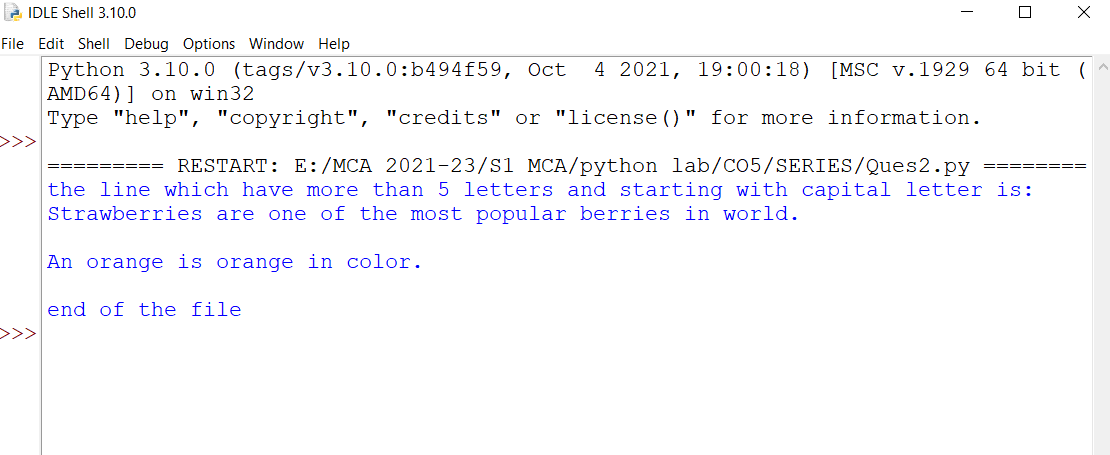 IDLE Shell 3.10.0
File Edit Shell Debug Options Window Help
Python 3.10.0 (tags/v3.10.0:b494f59, Oct  4 2021, 19:00:18) [MSC v.1929 64 bit (
AMD64)] on win32
Type "help", "copyright", "credits" or "license()" for more information.
>>>
========= RESTART: E:/MCA 2021-23/S1 MCA/python lab/CO5/SERIES/Ques2.py ========
the line which have more than 5 letters and starting with capital letter is:
Strawberries are one of the most popular berries in world.
An orange is orange in color.
end of the file
>>>